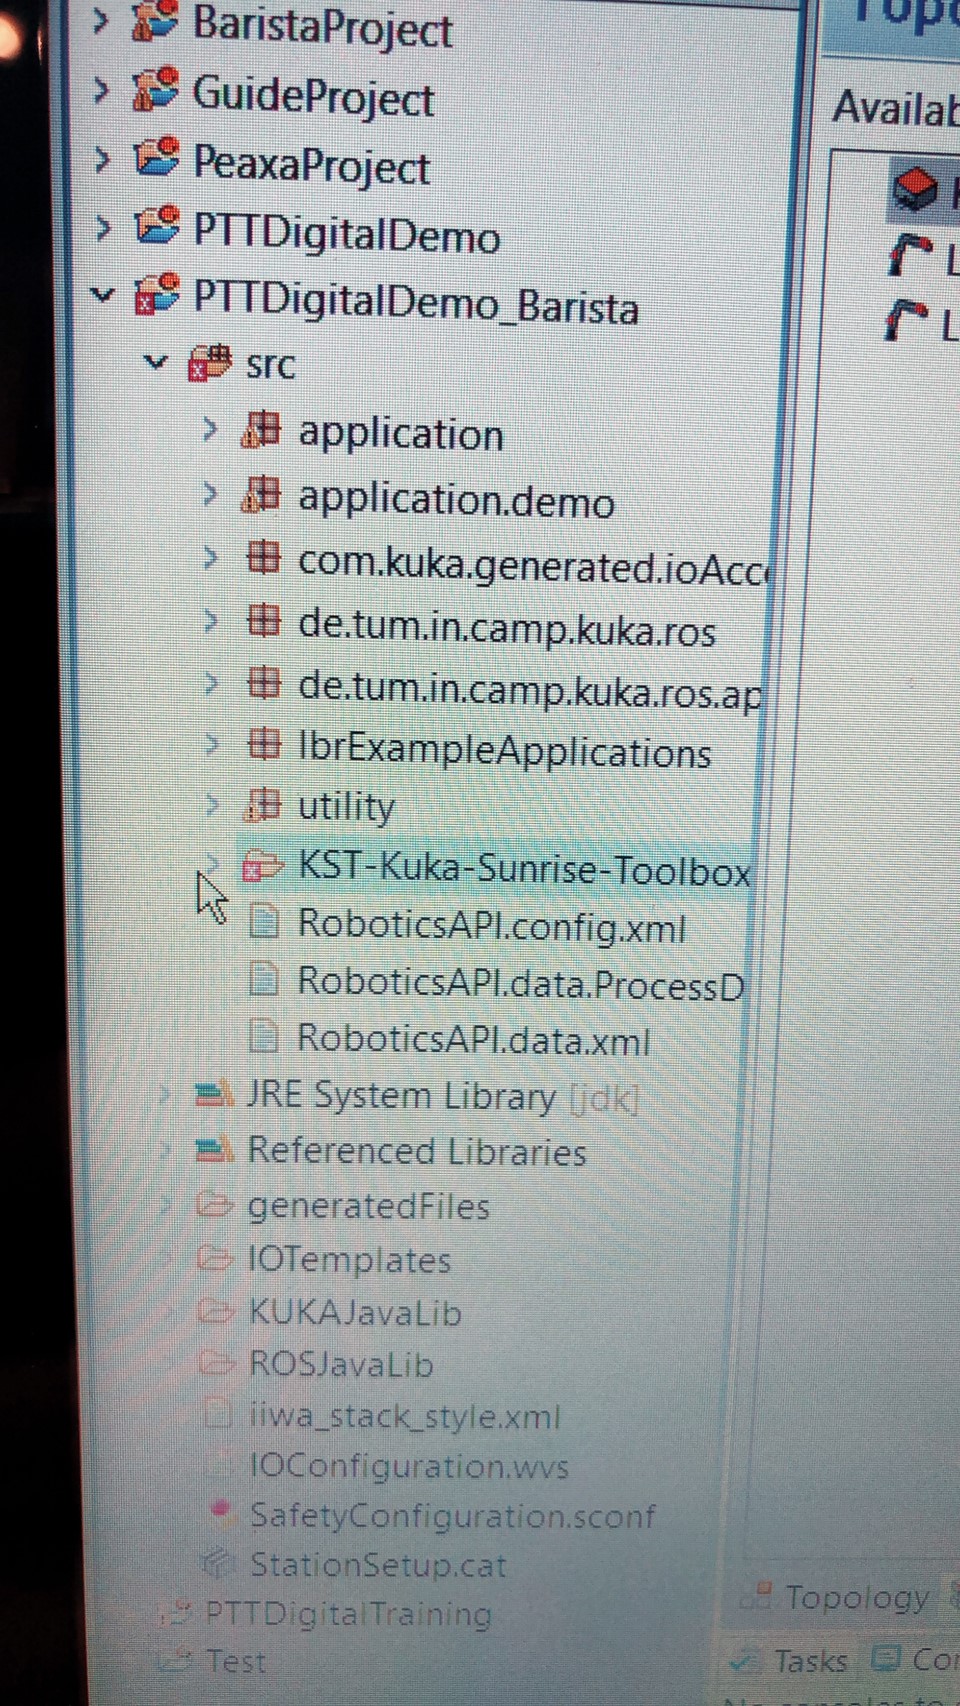 BaristaProject
GuideProject
PeaxaProject
PTTDigitalDemo
PTTDigitalDemo_Barista
src
application
application.demo
com.kuka.generated.ioAcc
de.tum.in.camp.kuka.ros
de.tum.in.camp.kuka.ros.ap
lbrExampleApplications
utility
KST-Kuka-Sunrise-Toolbox
RoboticsAPI.config.xml
RoboticsAPI.data.ProcessD
RoboticsAPI.data.xml
JRE System Library [jdk]
Referenced Libraries
generatedFiles
IOTemplates
KUKAJavaLib
ROSJavaLib
iiwa_stack_style.xml
IOConfiguration.wvs
SafetyConfiguration.sconf
StationSetup.cat
PTTDigitalTraining
Test
Availab
L
L
Topology
Tasks Co